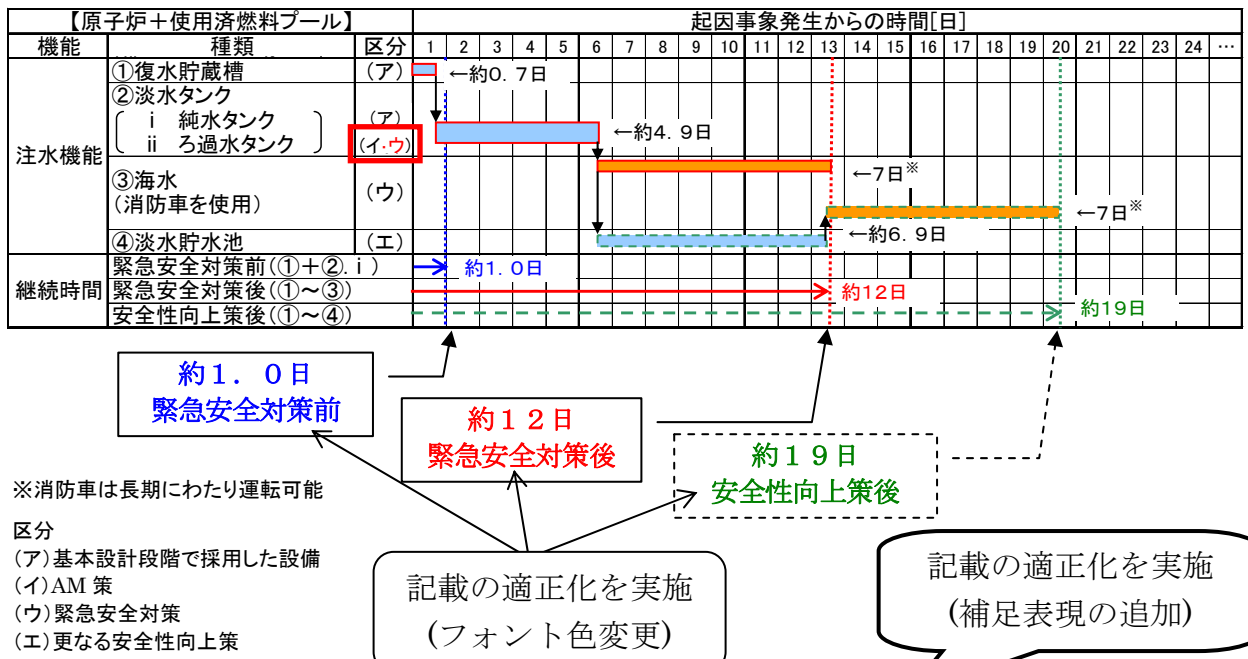 【原子炉+使用済燃料プール】 起因事象発生からの時間[日]
機能 種類 区分 1 2 3 4 5 6 7 8 9 10 11 12 13 14 15 16 17 18 19 20 21 22 23 24 …
注水機能
①復水貯蔵槽 (ア) ←約0.7日
②淡水タンク
i 純水タンク (ア)
ii ろ過水タンク (イ・ウ) ←約4.9日
③海水
(消防車を使用) (ウ) ←7日※
←7日※
④淡水貯水池 (エ) ←約6.9日
継続時間
緊急安全対策前(①+②.i) 約1.0日
緊急安全対策後(①~③) 約12日
安全性向上策後(①~④) 約19日
約1.0日
緊急安全対策前
約12日
緊急安全対策後
約19日
安全性向上策後
※消防車は長期にわたり運転可能
区分
(ア)基本設計段階で採用した設備
(イ)AM 策
(ウ)緊急安全対策
(エ)更なる安全性向上策
記載の適正化を実施
(フォント色変更)
記載の適正化を実施
(補足表現の追加)